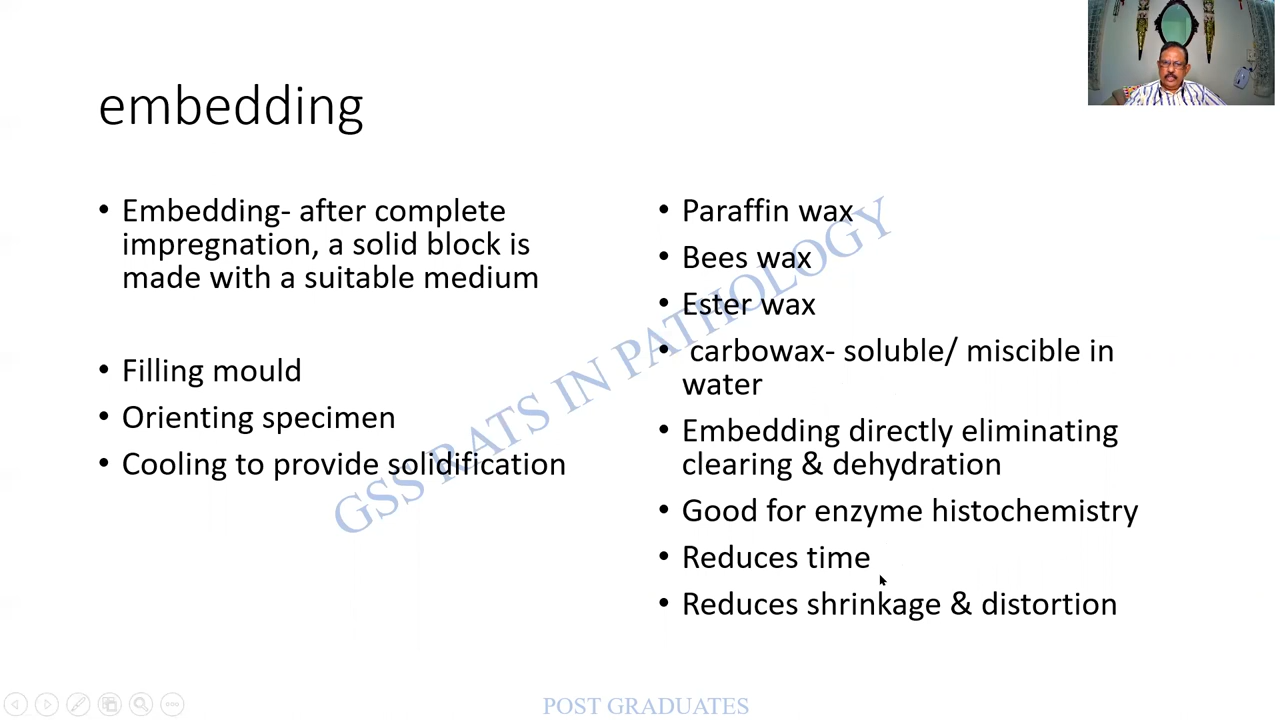 embedding
• Embedding- after complete
impregnation, a solid block is
made with a suitable medium
• Filling mould
• Orienting specimen
• Cooling to provide solidification
• Paraffin wax
• Bees wax
• Ester wax
• carbowax- soluble/ miscible in
water
• Embedding directly eliminating
clearing & dehydration
• Good for enzyme histochemistry
• Reduces time
• Reduces shrinkage & distortion
GSS RATS IN PATHOLOGY
POST GRADUATES